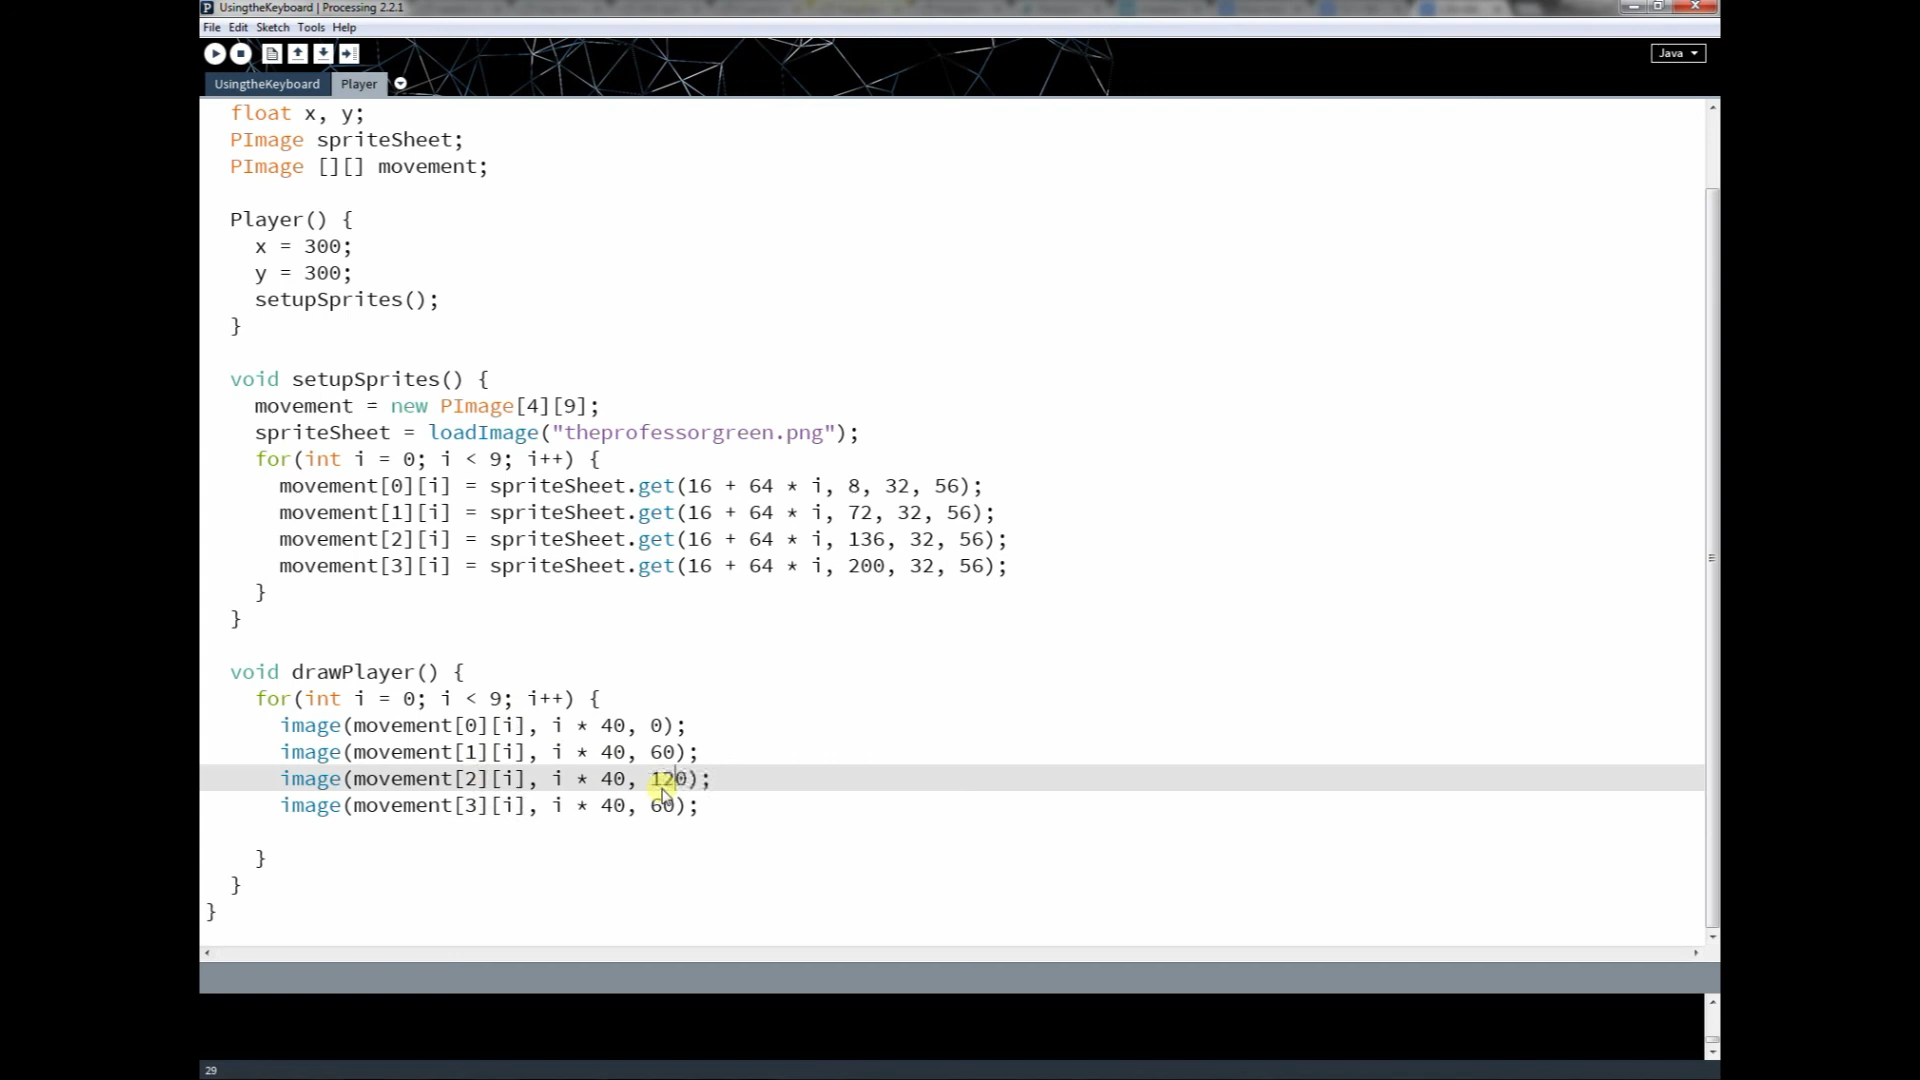 UsingtheKeyboard | Processing 2.2.1
File Edit Sketch Tools Help
Java
UsingtheKeyboard Player
float x, y;
PImage spriteSheet;
PImage [][] movement;
Player() {
x = 300;
y = 300;
setupSprites();
}
void setupSprites() {
movement = new PImage[4][9];
spriteSheet = loadImage("theprofessorgreen.png");
for(int i = 0; i < 9; i++) {
movement[0][i] = spriteSheet.get(16 + 64 * i, 8, 32, 56);
movement[1][i] = spriteSheet.get(16 + 64 * i, 72, 32, 56);
movement[2][i] = spriteSheet.get(16 + 64 * i, 136, 32, 56);
movement[3][i] = spriteSheet.get(16 + 64 * i, 200, 32, 56);
}
}
void drawPlayer() {
for(int i = 0; i < 9; i++) {
image(movement[0][i], i * 40, 0);
image(movement[1][i], i * 40, 60);
image(movement[2][i], i * 40, 120);
image(movement[3][i], i * 40, 60);
}
}
}
29